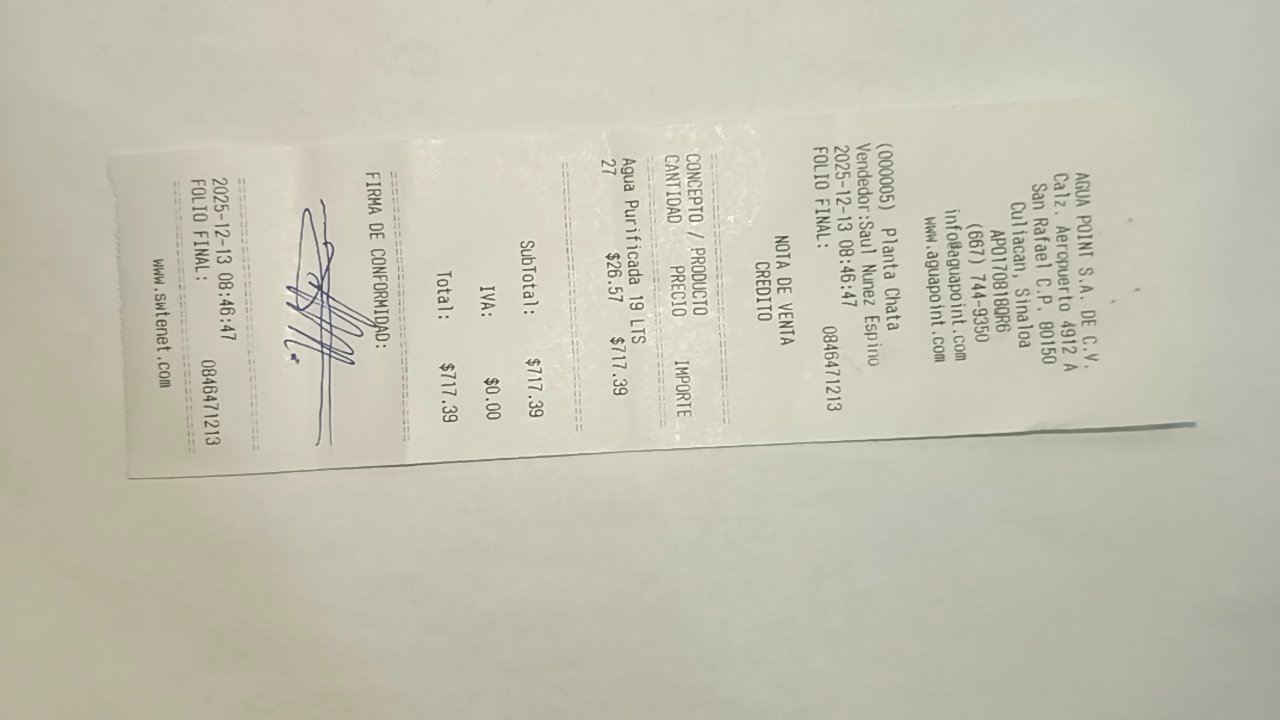 AGUA POINT S.A. DE C.V.
Calz. Aeropuerto 4912 A
San Rafael C.P. 80150
Culiacan, Sinaloa
APO170818QR6
(667) 744-9350
info@aguapoint.com
www.aguapoint.com
(000005) Planta Chata
Vendedor:Saul Nunez Espino
2025-12-13 08:46:47
FOLIO FINAL: 0846471213
NOTA DE VENTA
CREDITO
CONCEPTO / PRODUCTO
CANTIDAD PRECIO IMPORTE
Agua Purificada 19 LTS
27 $26.57 $717.39
SubTotal: $717.39
IVA: $0.00
Total: $717.39
FIRMA DE CONFORMIDAD:
2025-12-13 08:46:47
FOLIO FINAL: 0846471213
www.swtenet.com